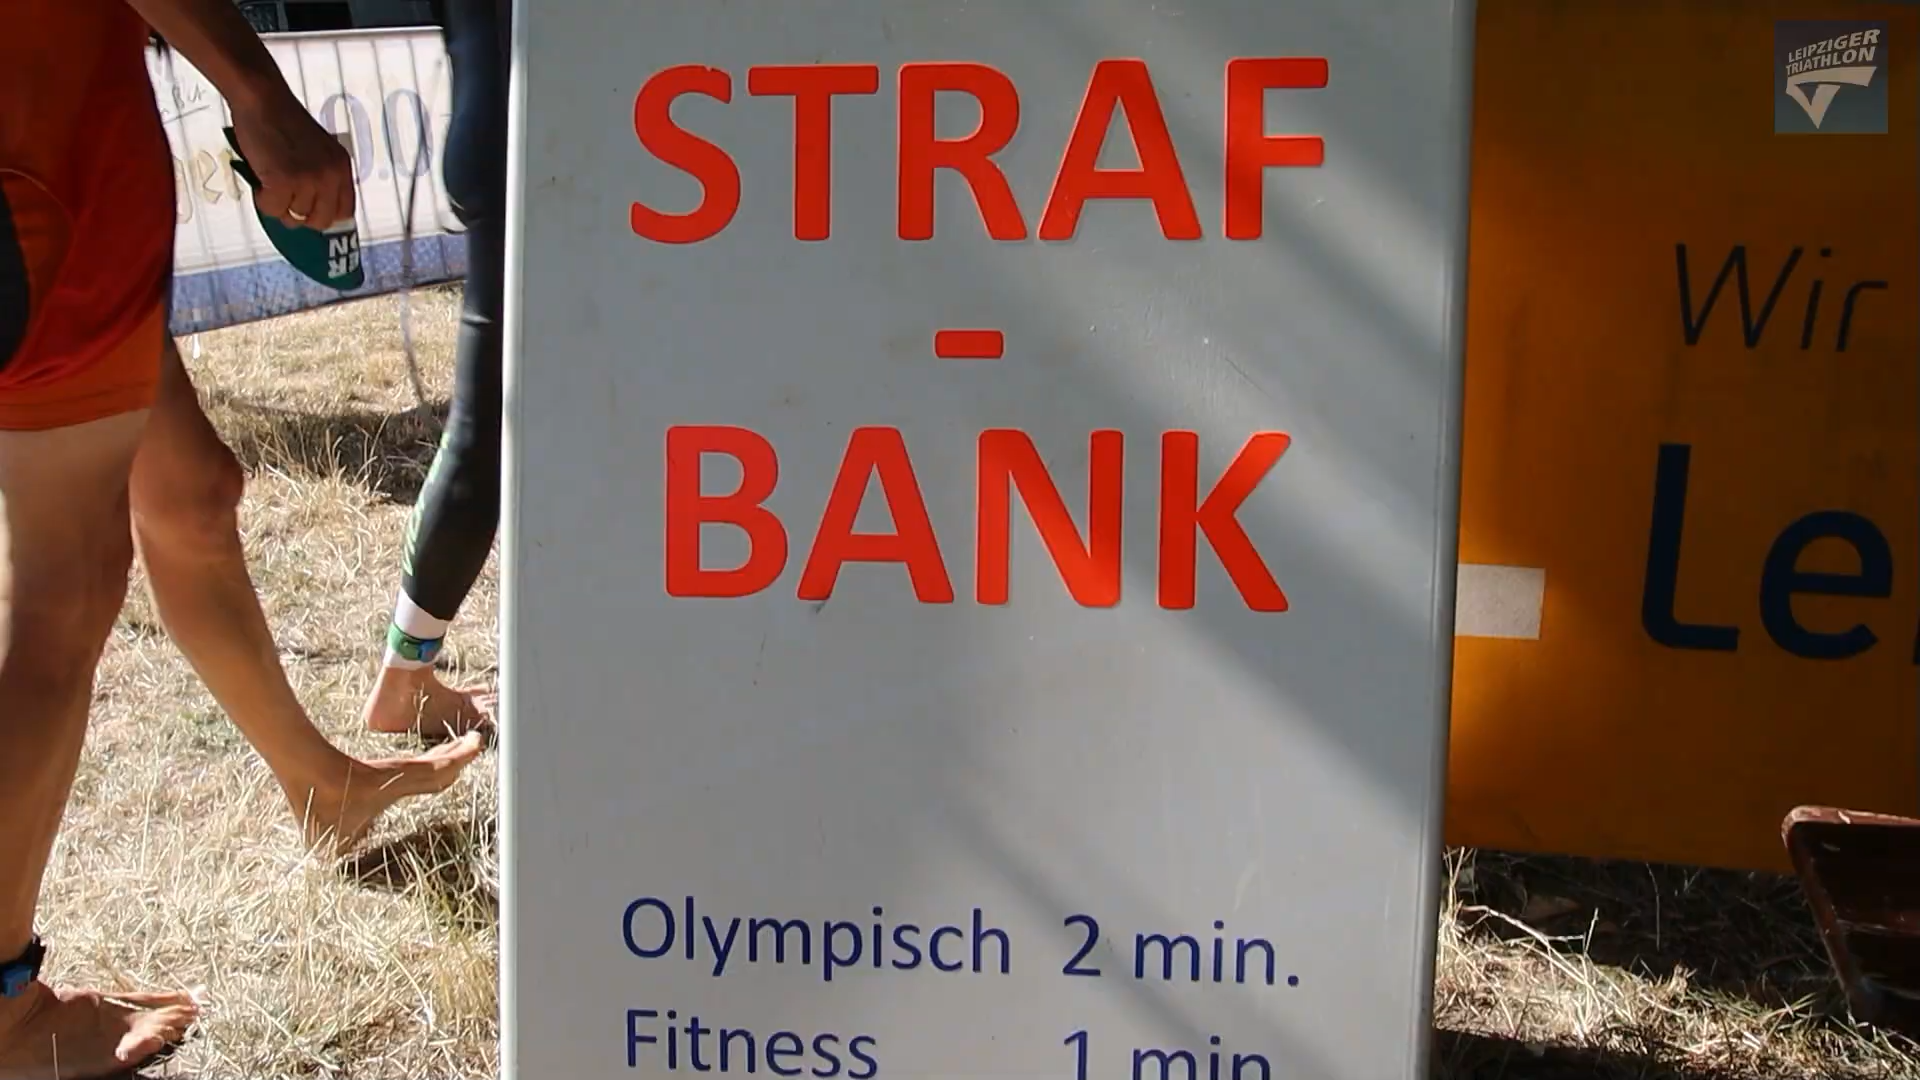 STRAF
-
BANK
Olympisch 2 min.
Fitness 1 min
Wir
Le
LEIPZIGER
TRIATHLON